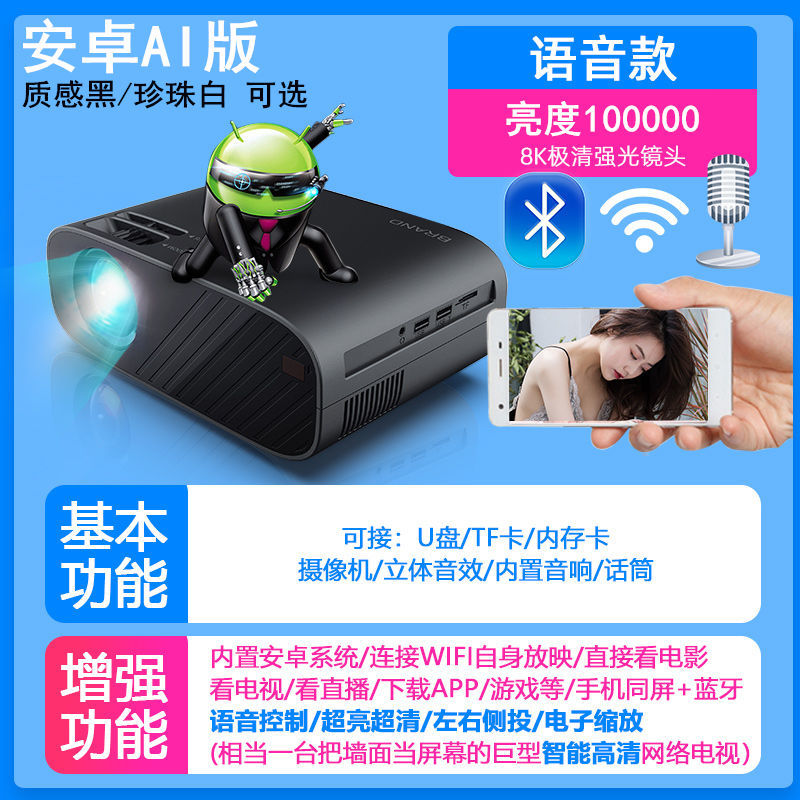 安卓AI版
质感黑/珍珠白 可选
语音款
亮度100000
8K极清强光镜头
BRAND
TF
基本
功能
可接：U盘/TF卡/内存卡
摄像机/立体音效/内置音响/话筒
增强
功能
内置安卓系统/连接WIFI自身放映/直接看电影
看电视/看直播/下载APP/游戏等/手机同屏+蓝牙
语音控制/超亮超清/左右侧投/电子缩放
(相当一台把墙面当屏幕的巨型智能高清网络电视)